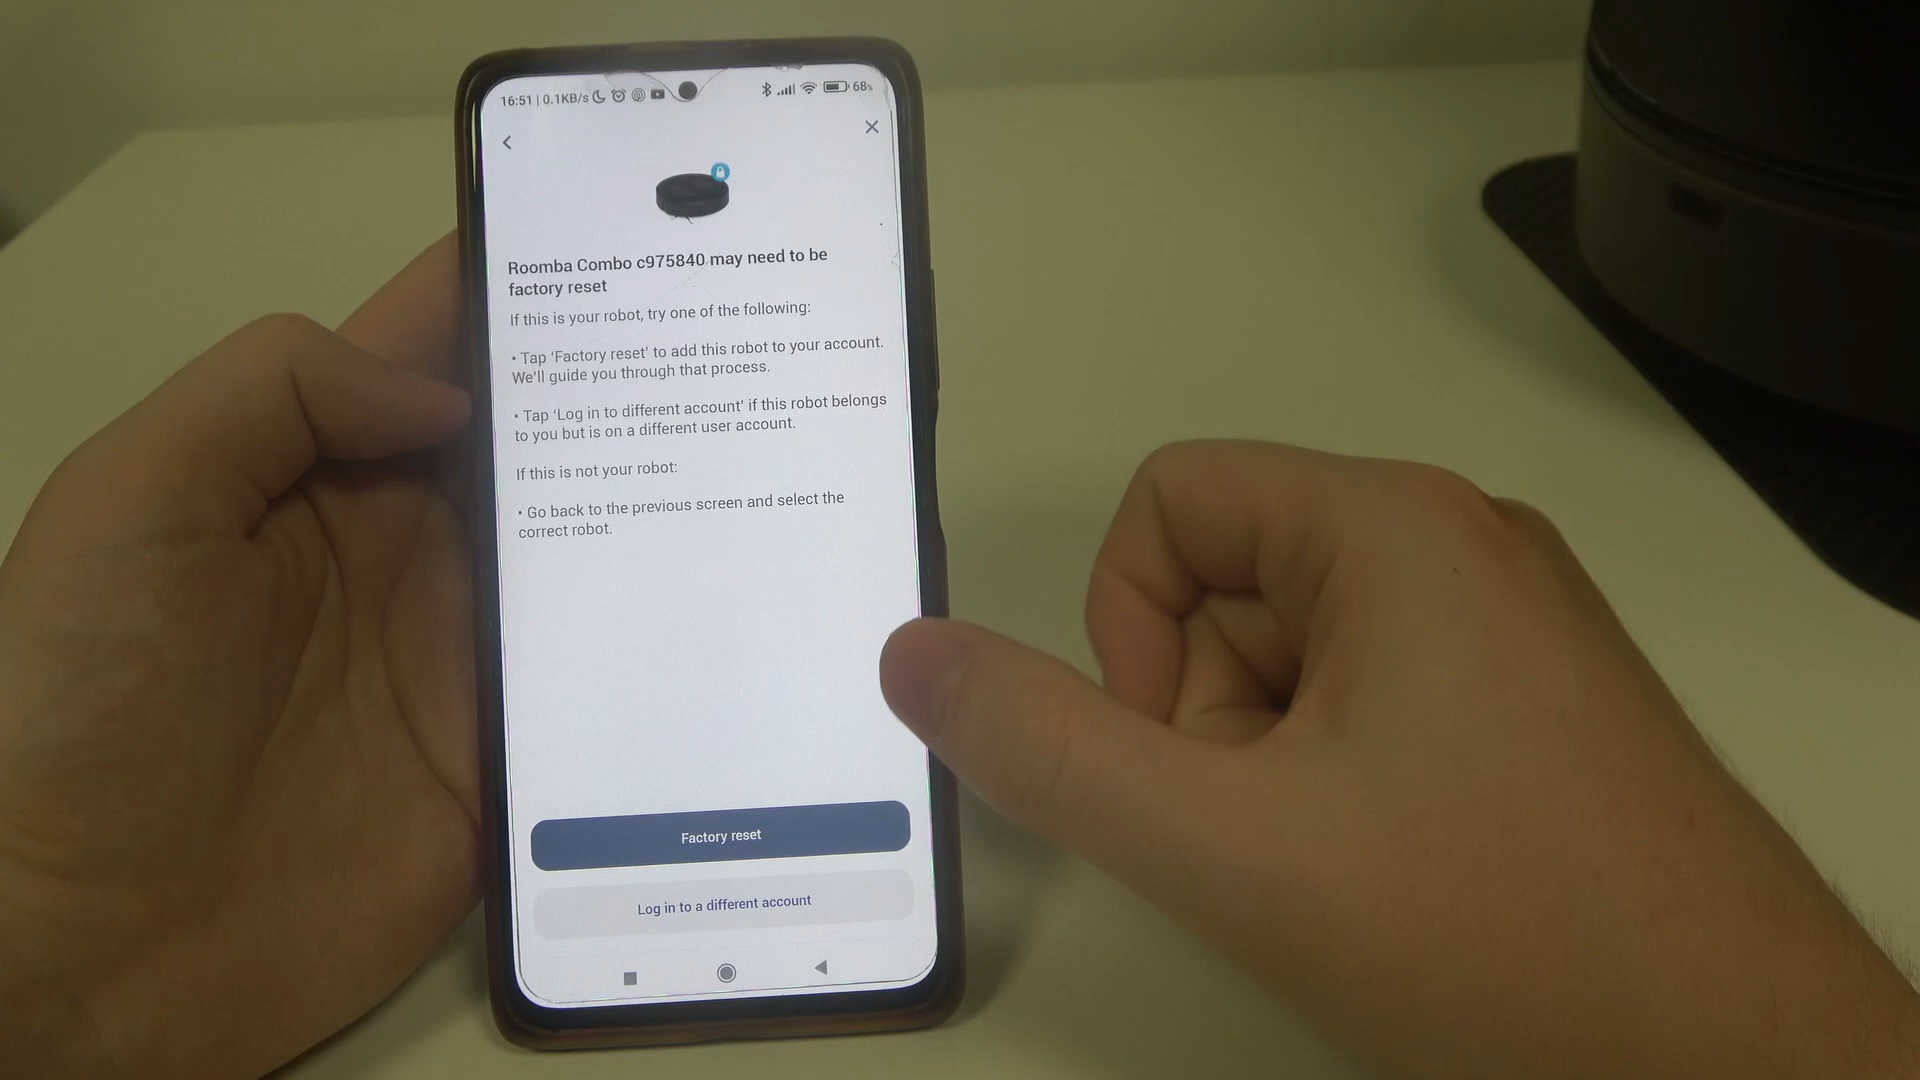 16:51 | 0.1KB/s 68%
Roomba Combo c975840 may need to be
factory reset
If this is your robot, try one of the following:
• Tap 'Factory reset' to add this robot to your account.
We'll guide you through that process.
• Tap 'Log in to different account' if this robot belongs
to you but is on a different user account.
If this is not your robot:
• Go back to the previous screen and select the
correct robot.
Factory reset
Log in to a different account